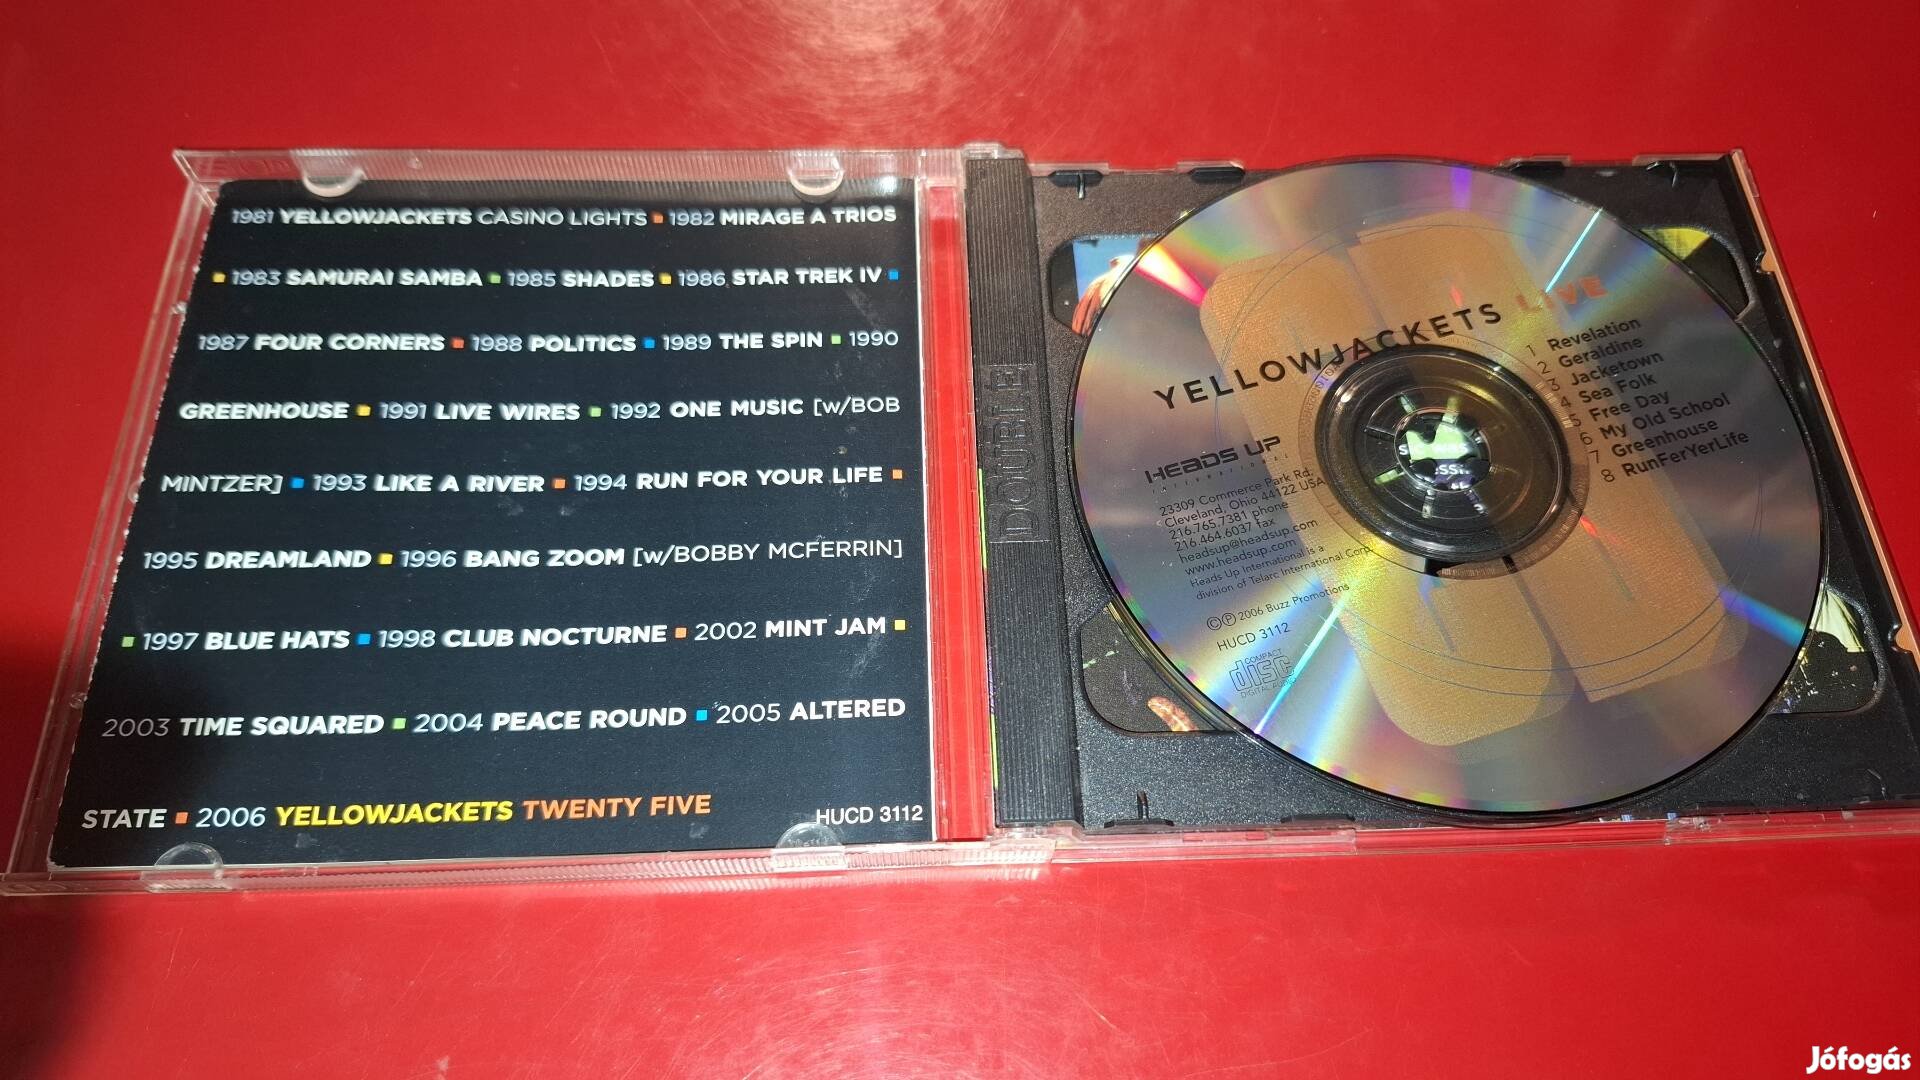 1981 YELLOWJACKETS CASINO LIGHTS ▪ 1982 MIRAGE A TRIOS
▪ 1983 SAMURAI SAMBA ▪ 1985 SHADES ▪ 1986 STAR TREK IV ▪
1987 FOUR CORNERS ▪ 1988 POLITICS ▪ 1989 THE SPIN ▪ 1990
GREENHOUSE ▪ 1991 LIVE WIRES ▪ 1992 ONE MUSIC [w/BOB
MINTZER] ▪ 1993 LIKE A RIVER ▪ 1994 RUN FOR YOUR LIFE ▪
1995 DREAMLAND ▪ 1996 BANG ZOOM [w/BOBBY MCFERRIN]
▪ 1997 BLUE HATS ▪ 1998 CLUB NOCTURNE ▪ 2002 MINT JAM ▪
2003 TIME SQUARED ▪ 2004 PEACE ROUND ▪ 2005 ALTERED
STATE ▪ 2006 YELLOWJACKETS TWENTY FIVE
HUCD 3112
DOUBLE
YELLOWJACKETS LIVE
1 Revelation
2 Geraldine
3 Jacketown
4 Sea Folk
5 Free Day
6 My Old School
7 Greenhouse
8 RunFerYerLife
HEADS UP
INTERNATIONAL
23309 Commerce Park Rd.
Cleveland, Ohio 44122 USA
216.765.7381 phone
216.464.6037 fax
headsup@headsup.com
www.headsup.com
Heads Up International is a
division of Telarc International Corp.
©℗ 2006 Buzz Promotions
HUCD 3112
COMPACT
disc
DIGITAL AUDIO
Jófogás